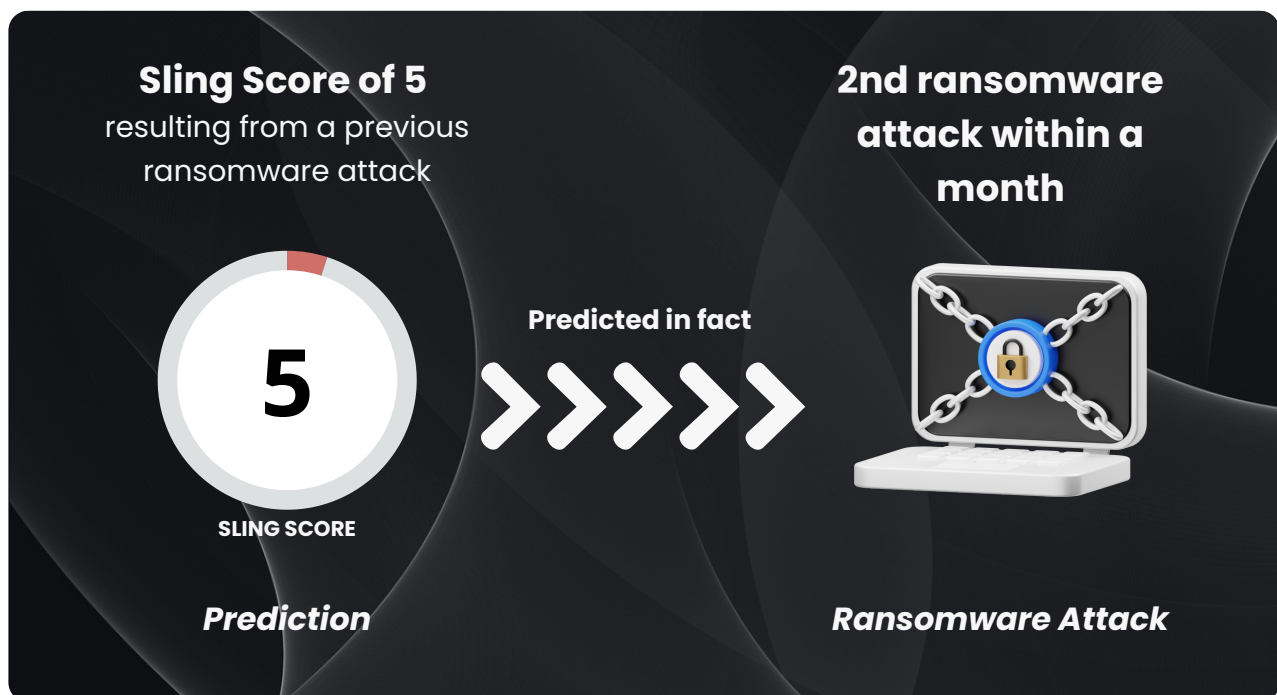 Sling Score of 5
resulting from a previous
ransomware attack
2nd ransomware
attack within a
month
Predicted in fact
5
SLING SCORE
Prediction
Ransomware Attack